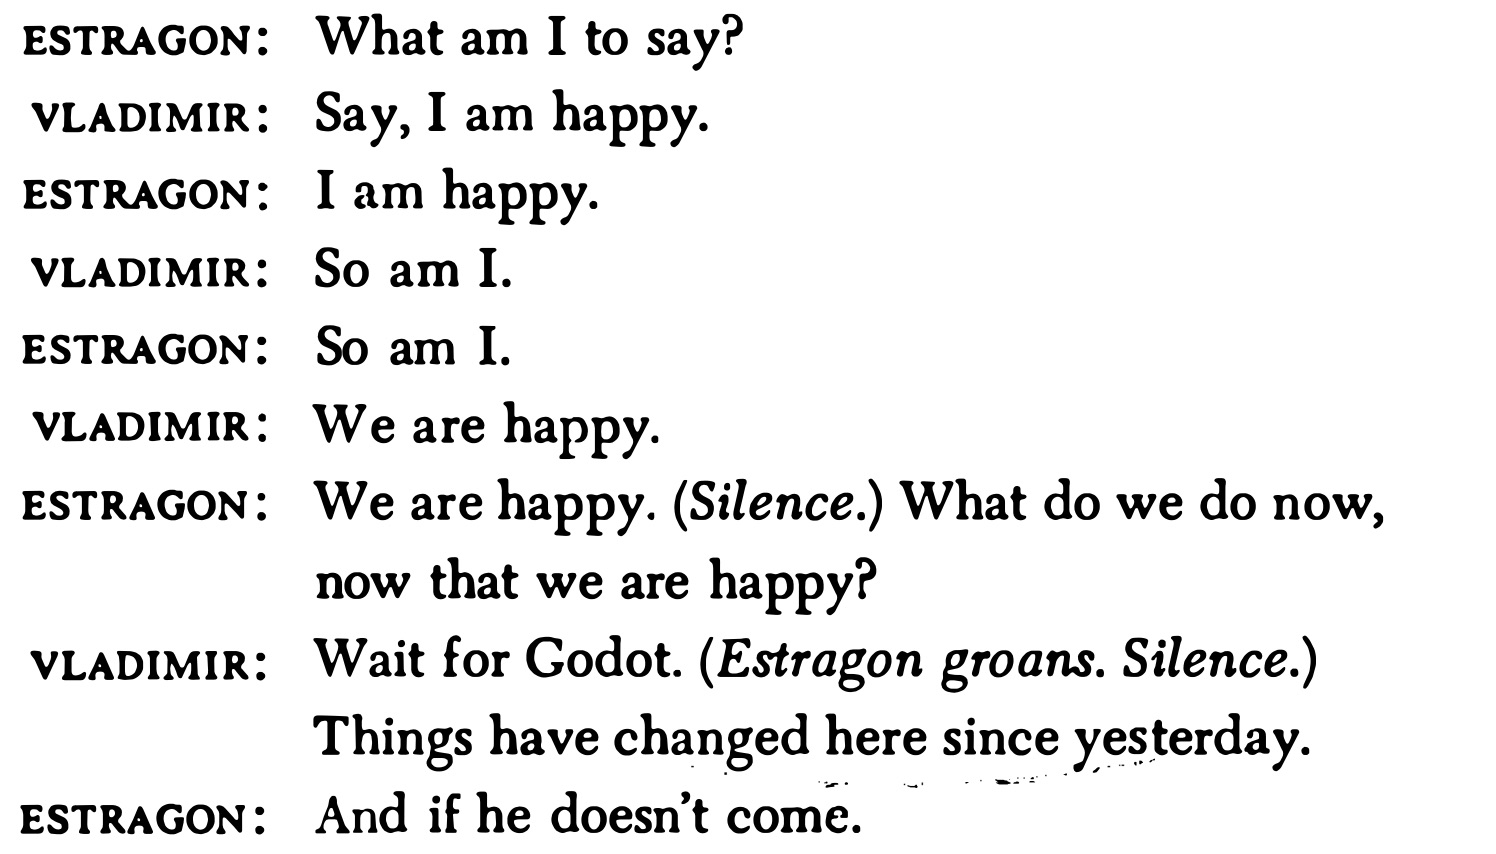 ESTRAGON: What am I to say?
VLADIMIR: Say, I am happy.
ESTRAGON: I am happy.
VLADIMIR: So am I.
ESTRAGON: So am I.
VLADIMIR: We are happy.
ESTRAGON: We are happy. (Silence.) What do we do now,
now that we are happy?
VLADIMIR: Wait for Godot. (Estragon groans. Silence.)
Things have changed here since yesterday.
ESTRAGON: And if he doesn't come.